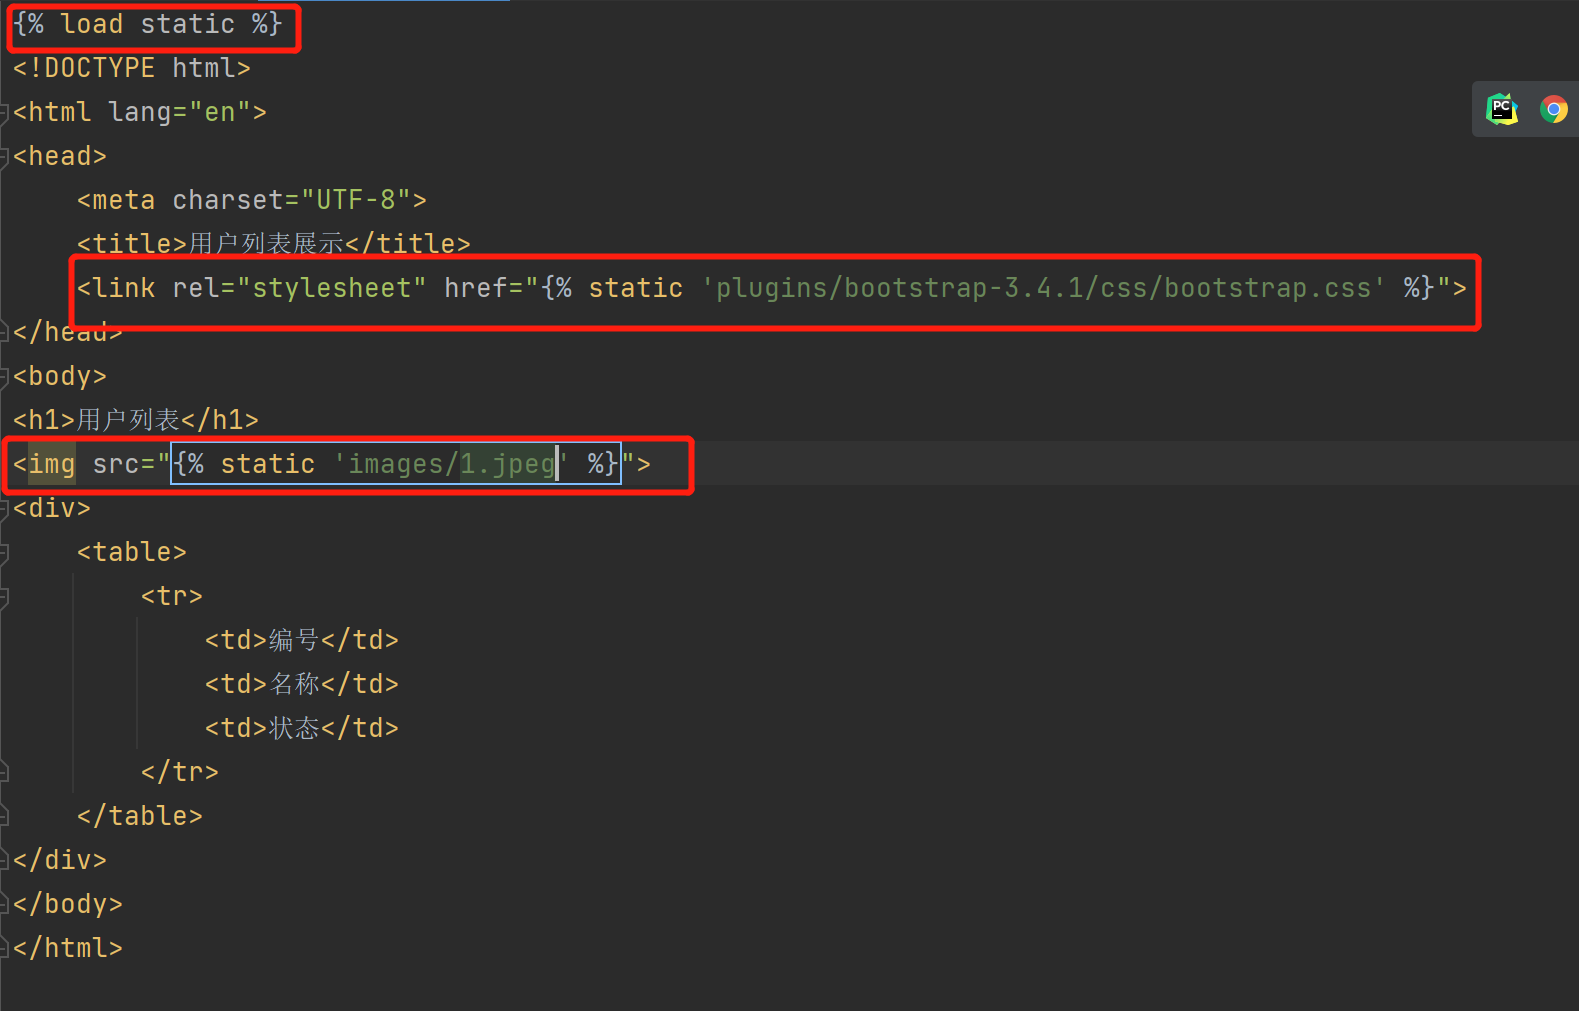 {% load static %}
<!DOCTYPE html>
<html lang="en">
<head>
    <meta charset="UTF-8">
    <title>用户列表展示</title>
    <link rel="stylesheet" href="{% static 'plugins/bootstrap-3.4.1/css/bootstrap.css' %}">
</head>
<body>
<h1>用户列表</h1>
<img src="{% static 'images/1.jpeg' %}">
<div>
    <table>
        <tr>
            <td>编号</td>
            <td>名称</td>
            <td>状态</td>
        </tr>
    </table>
</div>
</body>
</html>
PC